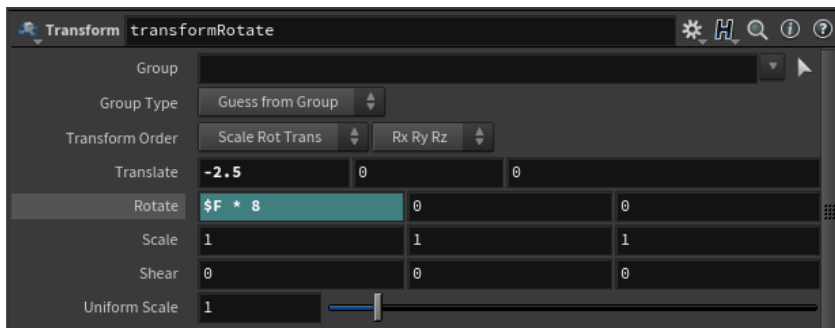 Transform transformRotate
Group
Group Type Guess from Group
Transform Order Scale Rot Trans Rx Ry Rz
Translate -2.5 0 0
Rotate $F * 8 0 0
Scale 1 1 1
Shear 0 0 0
Uniform Scale 1